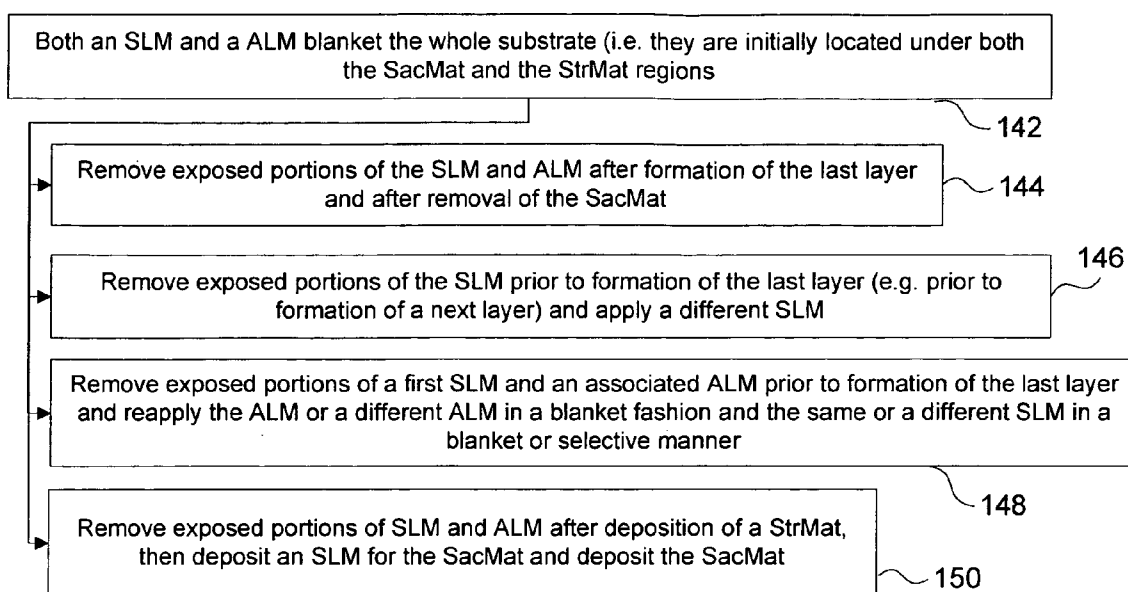 Both an SLM and a ALM blanket the whole substrate (i.e. they are initially located under both
the SacMat and the StrMat regions
142
Remove exposed portions of the SLM and ALM after formation of the last layer
and after removal of the SacMat
144
Remove exposed portions of the SLM prior to formation of the last layer (e.g. prior to
formation of a next layer) and apply a different SLM
146
Remove exposed portions of a first SLM and an associated ALM prior to formation of the last layer
and reapply the ALM or a different ALM in a blanket fashion and the same or a different SLM in a
blanket or selective manner
148
Remove exposed portions of SLM and ALM after deposition of a StrMat,
then deposit an SLM for the SacMat and deposit the SacMat
150